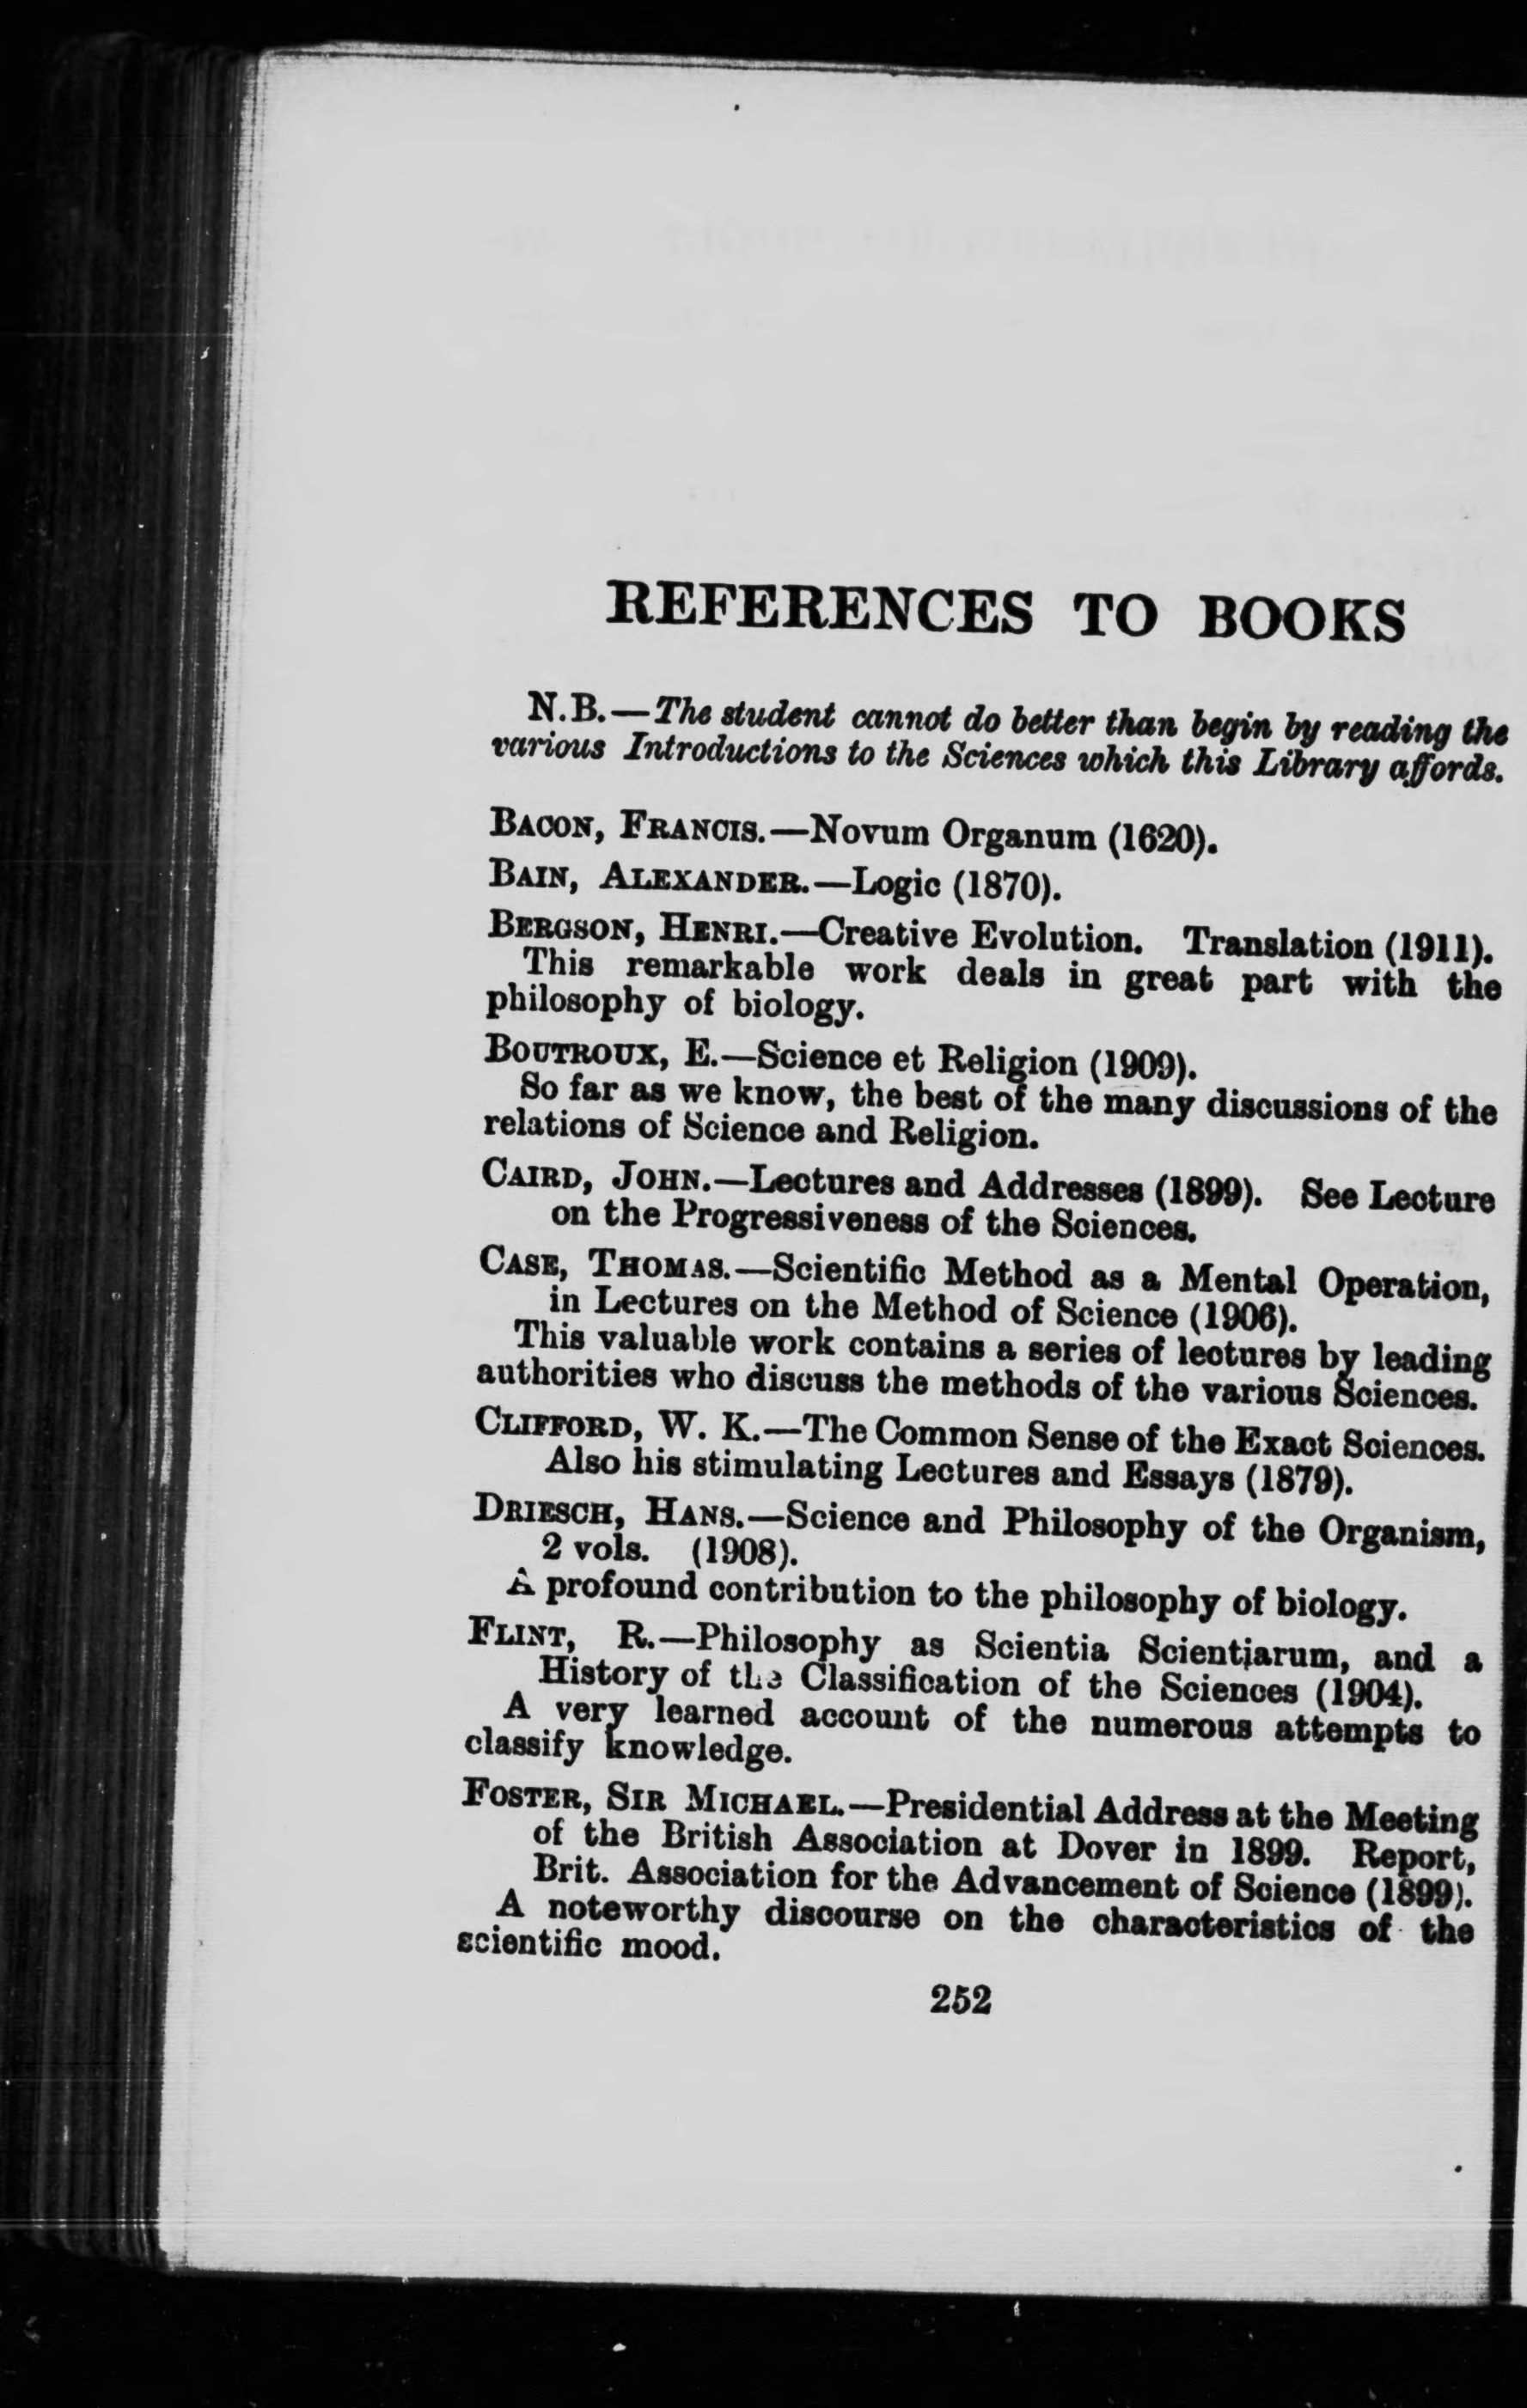 REFERENCES TO BOOKS
N.B.—The student cannot do better than begin by reading the
various Introductions to the Sciences which this Library affords.
BACON, FRANCIS.—Novum Organum (1620).
BAIN, ALEXANDER.—Logic (1870).
BERGSON, HENRI.—Creative Evolution. Translation (1911).
This remarkable work deals in great part with the
philosophy of biology.
BOUTROUX, E.—Science et Religion (1909).
So far as we know, the best of the many discussions of the
relations of Science and Religion.
CAIRD, JOHN.—Lectures and Addresses (1899). See Lecture
on the Progressiveness of the Sciences.
CASE, THOMAS.—Scientific Method as a Mental Operation,
in Lectures on the Method of Science (1906).
This valuable work contains a series of lectures by leading
authorities who discuss the methods of the various Sciences.
CLIFFORD, W. K.—The Common Sense of the Exact Sciences.
Also his stimulating Lectures and Essays (1879).
DRIESCH, HANS.—Science and Philosophy of the Organism,
2 vols. (1908).
A profound contribution to the philosophy of biology.
FLINT, R.—Philosophy as Scientia Scientiarum, and a
History of the Classification of the Sciences (1904).
A very learned account of the numerous attempts to
classify knowledge.
FOSTER, SIR MICHAEL.—Presidential Address at the Meeting
of the British Association at Dover in 1899. Report,
Brit. Association for the Advancement of Science (1899).
A noteworthy discourse on the characteristics of the
scientific mood.
252